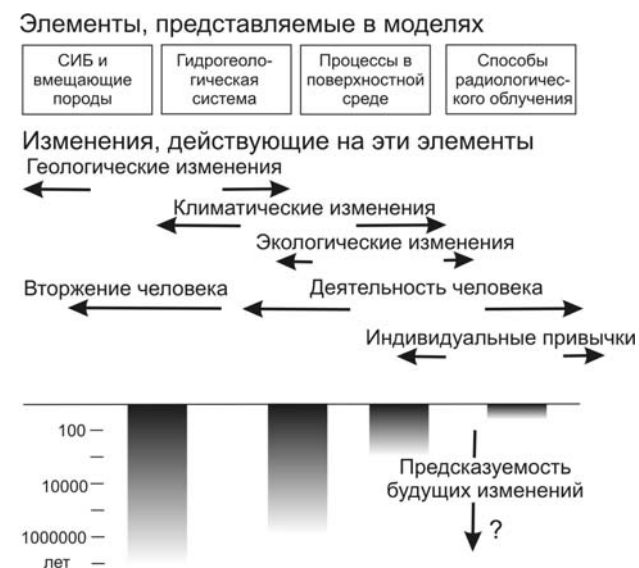 Элементы, представляемые в моделях
СИБ и
вмещающие
породы
Гидрогеоло-
гическая
система
Процессы в
поверхностной
среде
Способы
радиологичес-
кого облучения
Изменения, действующие на эти элементы
Геологические изменения
Климатические изменения
Экологические изменения
Вторжение человека
Деятельность человека
Индивидуальные привычки
100
10000
1000000
лет
Предсказуемость
будущих изменений
?